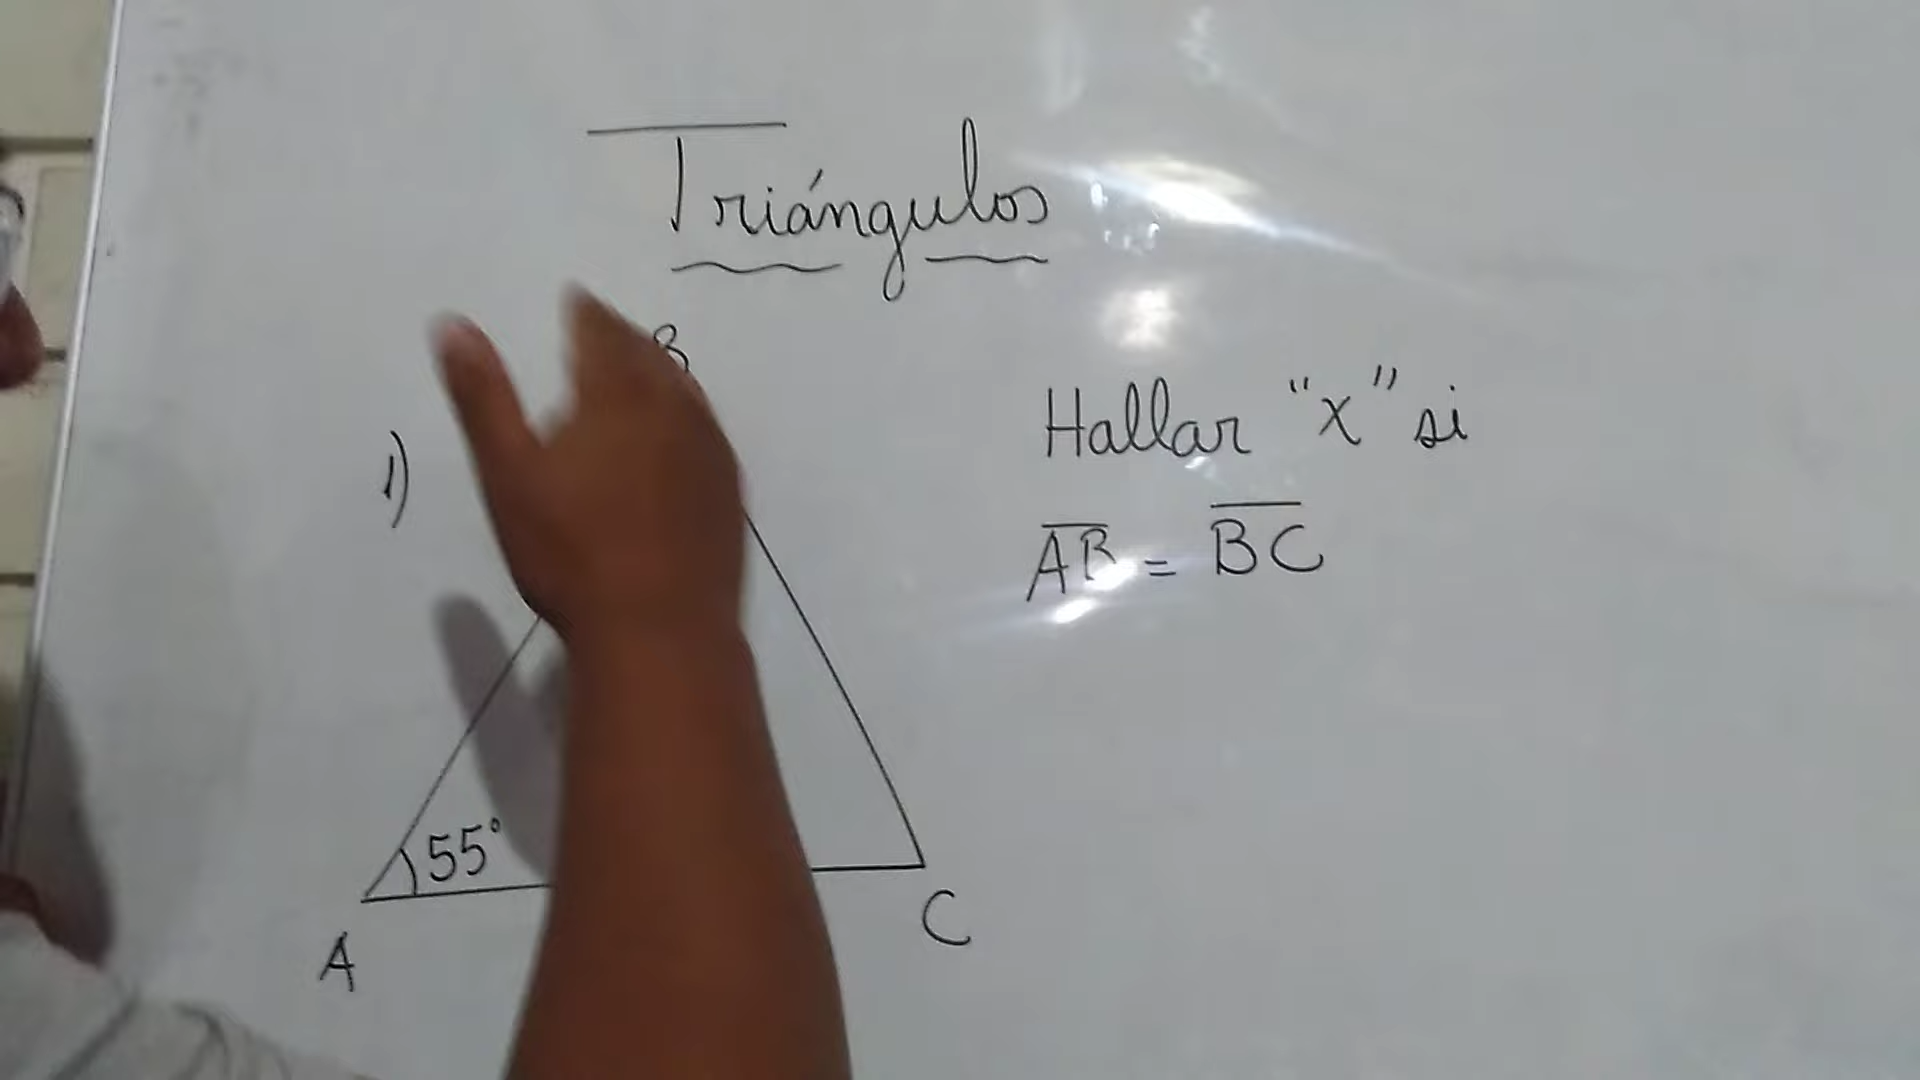 Triángulos
B
1)
Hallar "x" si
AB = BC
55°
A
C